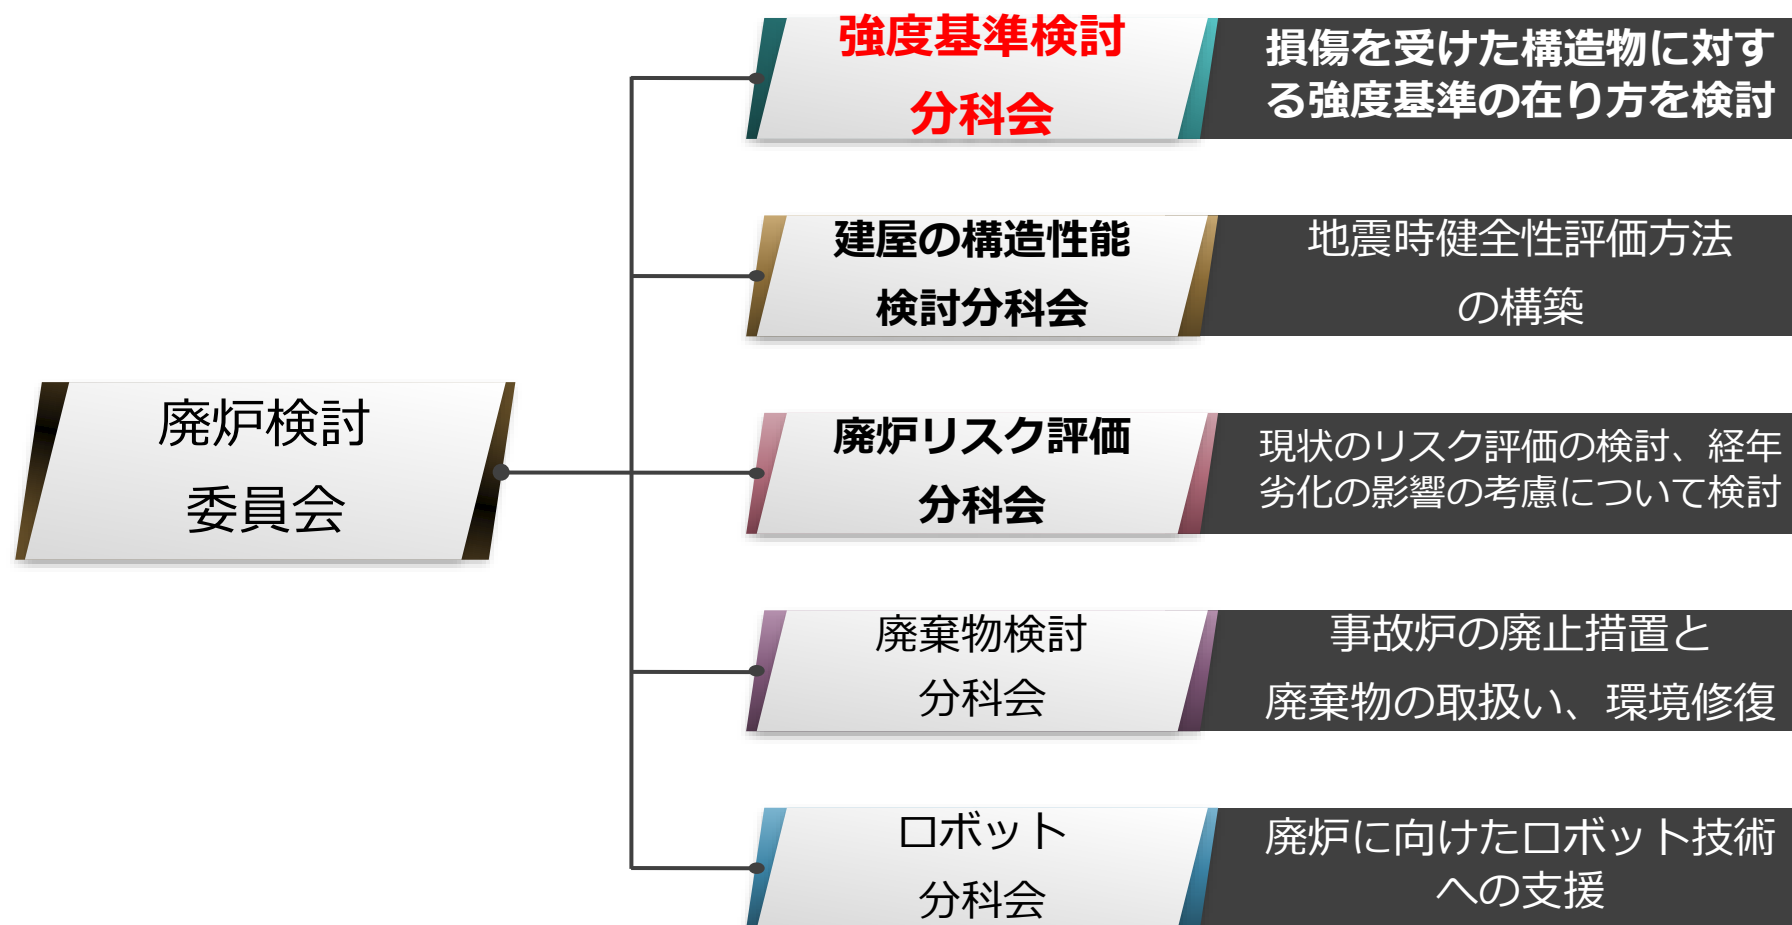 強度基準検討
分科会
損傷を受けた構造物に対す
る強度基準の在り方を検討
建屋の構造性能
検討分科会
地震時健全性評価方法
の構築
廃炉検討
委員会
廃炉リスク評価
分科会
現状のリスク評価の検討、経年
劣化の影響の考慮について検討
廃棄物検討
分科会
事故炉の廃止措置と
廃棄物の取扱い、環境修復
ロボット
分科会
廃炉に向けたロボット技術
への支援